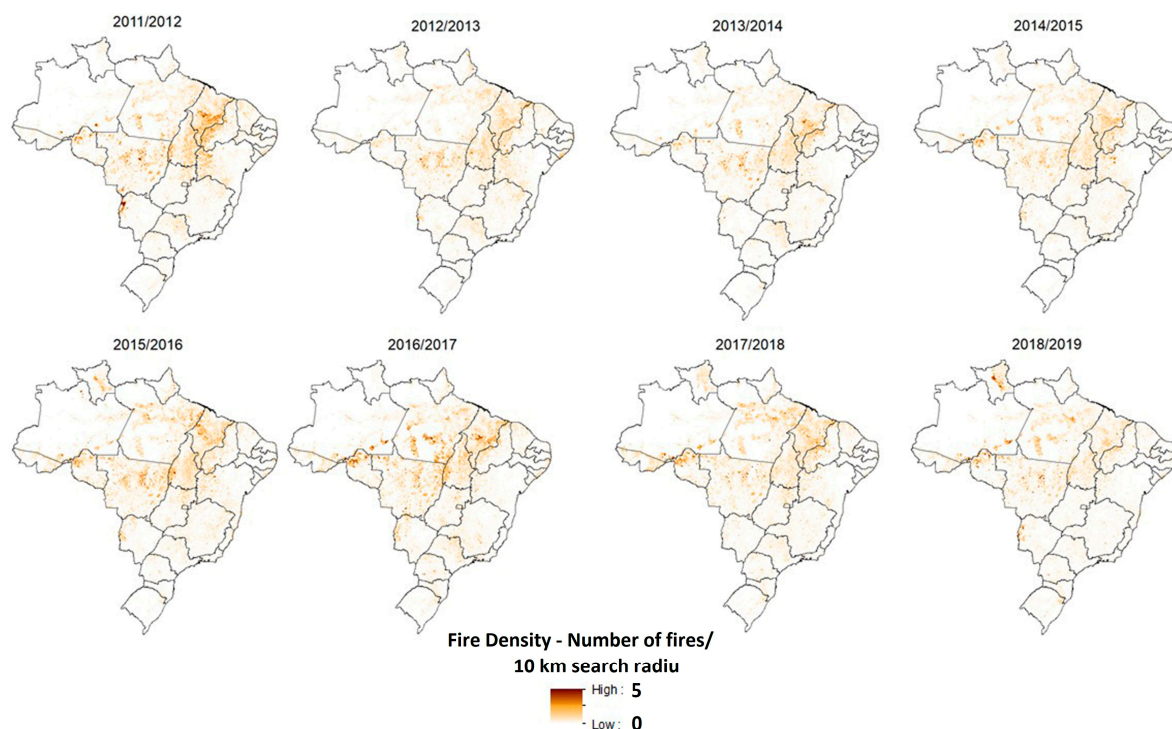 2011/2012
2012/2013
2013/2014
2014/2015
2015/2016
2016/2017
2017/2018
2018/2019
Fire Density - Number of fires/
10 km search radiu
High : 5
Low : 0